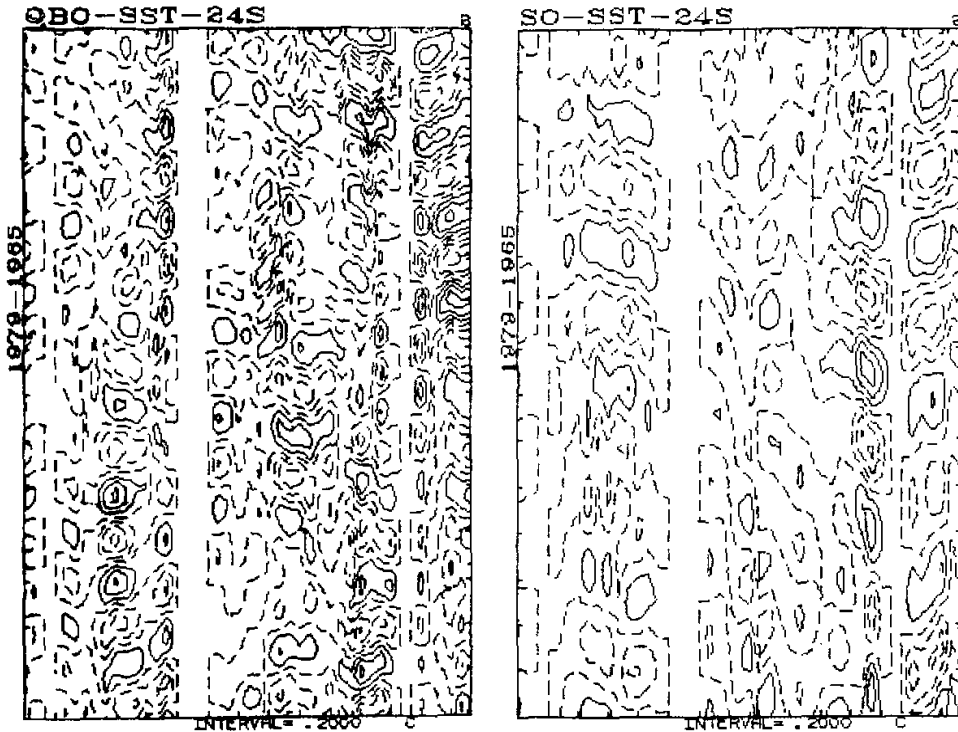 QBO-SST-24S
1979-1965
INTERVAL= .2000 C
SO-SST-24S
1979-1965
INTERVAL= .2000 C